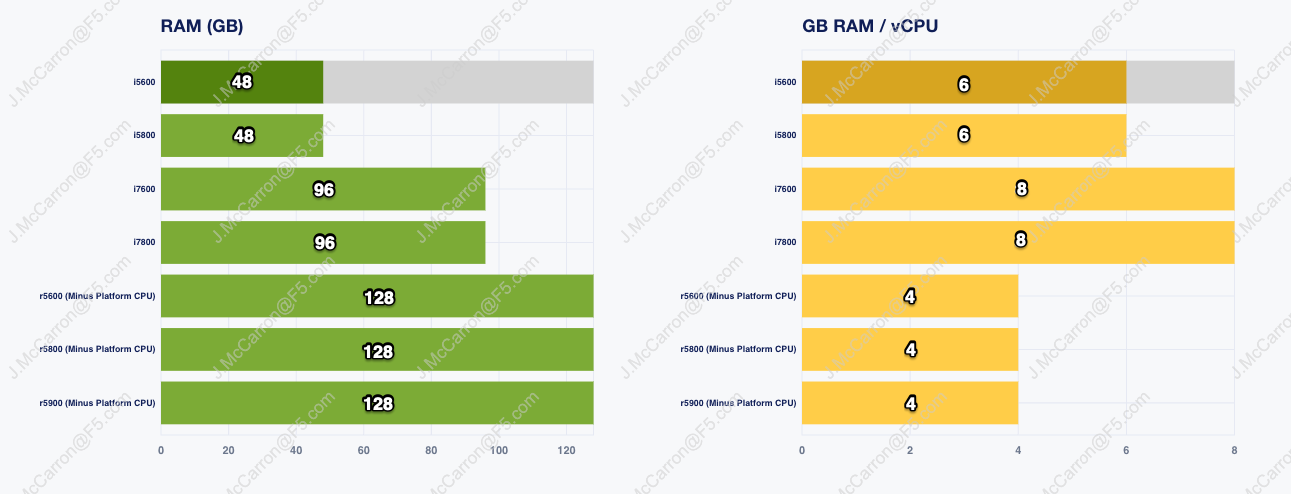 RAM (GB)
i5600
48
i5800
48
i7600
96
i7800
96
r5600 (Minus Platform CPU)
128
r5800 (Minus Platform CPU)
128
r5900 (Minus Platform CPU)
128
0 20 40 60 80 100 120
GB RAM / vCPU
i5600
6
i5800
6
i7600
8
i7800
8
r5600 (Minus Platform CPU)
4
r5800 (Minus Platform CPU)
4
r5900 (Minus Platform CPU)
4
0 2 4 6 8
J.McCarron@F5.com